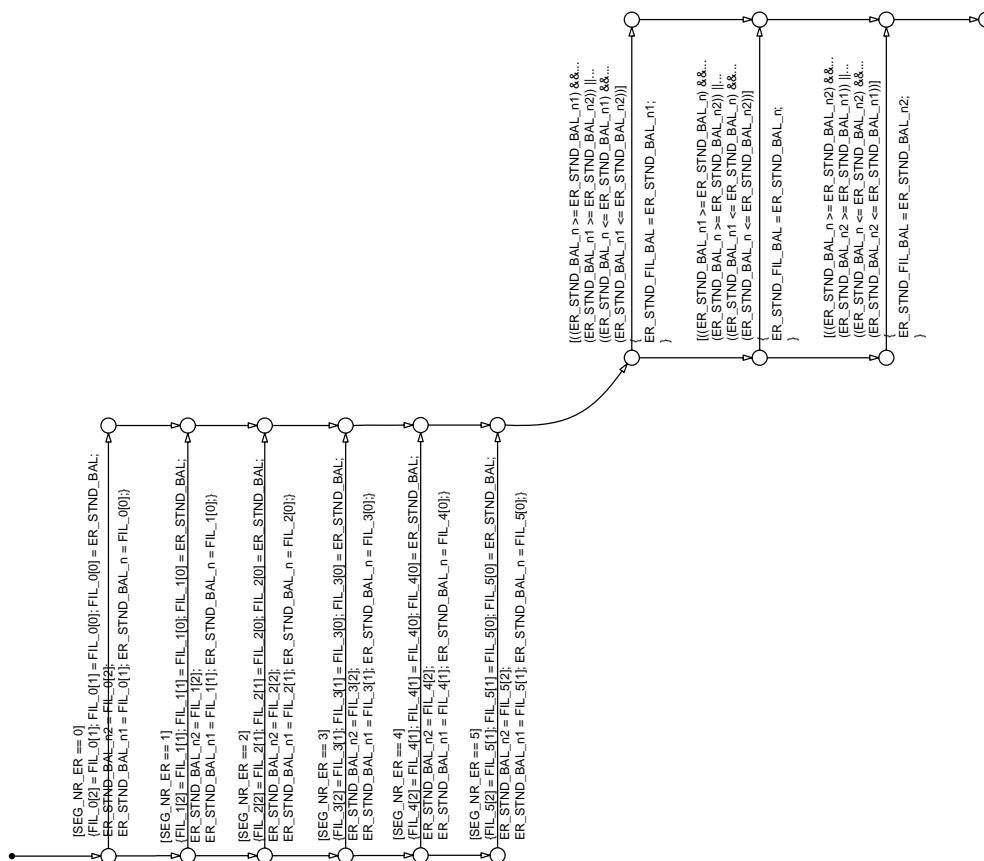 [SEG_NR_ER == 0]
{FIL_0[2] = FIL_0[1]; FIL_0[1] = FIL_0[0]; FIL_0[0] = ER_STND_BAL;
ER_STND_BAL_n2 = FIL_0[2];
ER_STND_BAL_n1 = FIL_0[1]; ER_STND_BAL_n = FIL_0[0];}
[SEG_NR_ER == 1]
{FIL_1[2] = FIL_1[1]; FIL_1[1] = FIL_1[0]; FIL_1[0] = ER_STND_BAL;
ER_STND_BAL_n2 = FIL_1[2];
ER_STND_BAL_n1 = FIL_1[1]; ER_STND_BAL_n = FIL_1[0];}
[SEG_NR_ER == 2]
{FIL_2[2] = FIL_2[1]; FIL_2[1] = FIL_2[0]; FIL_2[0] = ER_STND_BAL;
ER_STND_BAL_n2 = FIL_2[2];
ER_STND_BAL_n1 = FIL_2[1]; ER_STND_BAL_n = FIL_2[0];}
[SEG_NR_ER == 3]
{FIL_3[2] = FIL_3[1]; FIL_3[1] = FIL_3[0]; FIL_3[0] = ER_STND_BAL;
ER_STND_BAL_n2 = FIL_3[2];
ER_STND_BAL_n1 = FIL_3[1]; ER_STND_BAL_n = FIL_3[0];}
[SEG_NR_ER == 4]
{FIL_4[2] = FIL_4[1]; FIL_4[1] = FIL_4[0]; FIL_4[0] = ER_STND_BAL;
ER_STND_BAL_n2 = FIL_4[2];
ER_STND_BAL_n1 = FIL_4[1]; ER_STND_BAL_n = FIL_4[0];}
[SEG_NR_ER == 5]
{FIL_5[2] = FIL_5[1]; FIL_5[1] = FIL_5[0]; FIL_5[0] = ER_STND_BAL;
ER_STND_BAL_n2 = FIL_5[2];
ER_STND_BAL_n1 = FIL_5[1]; ER_STND_BAL_n = FIL_5[0];}
[((ER_STND_BAL_n >= ER_STND_BAL_n1) &&...
(ER_STND_BAL_n1 >= ER_STND_BAL_n2)) ||...
((ER_STND_BAL_n <= ER_STND_BAL_n1) &&...
(ER_STND_BAL_n1 <= ER_STND_BAL_n2))]
{
ER_STND_FIL_BAL = ER_STND_BAL_n1;
}
[((ER_STND_BAL_n1 >= ER_STND_BAL_n) &&...
(ER_STND_BAL_n >= ER_STND_BAL_n2)) ||...
((ER_STND_BAL_n1 <= ER_STND_BAL_n) &&...
(ER_STND_BAL_n <= ER_STND_BAL_n2))]
{
ER_STND_FIL_BAL = ER_STND_BAL_n;
}
[((ER_STND_BAL_n >= ER_STND_BAL_n2) &&...
(ER_STND_BAL_n2 >= ER_STND_BAL_n1)) ||...
((ER_STND_BAL_n <= ER_STND_BAL_n2) &&...
(ER_STND_BAL_n2 <= ER_STND_BAL_n1))]
{
ER_STND_FIL_BAL = ER_STND_BAL_n2;
}